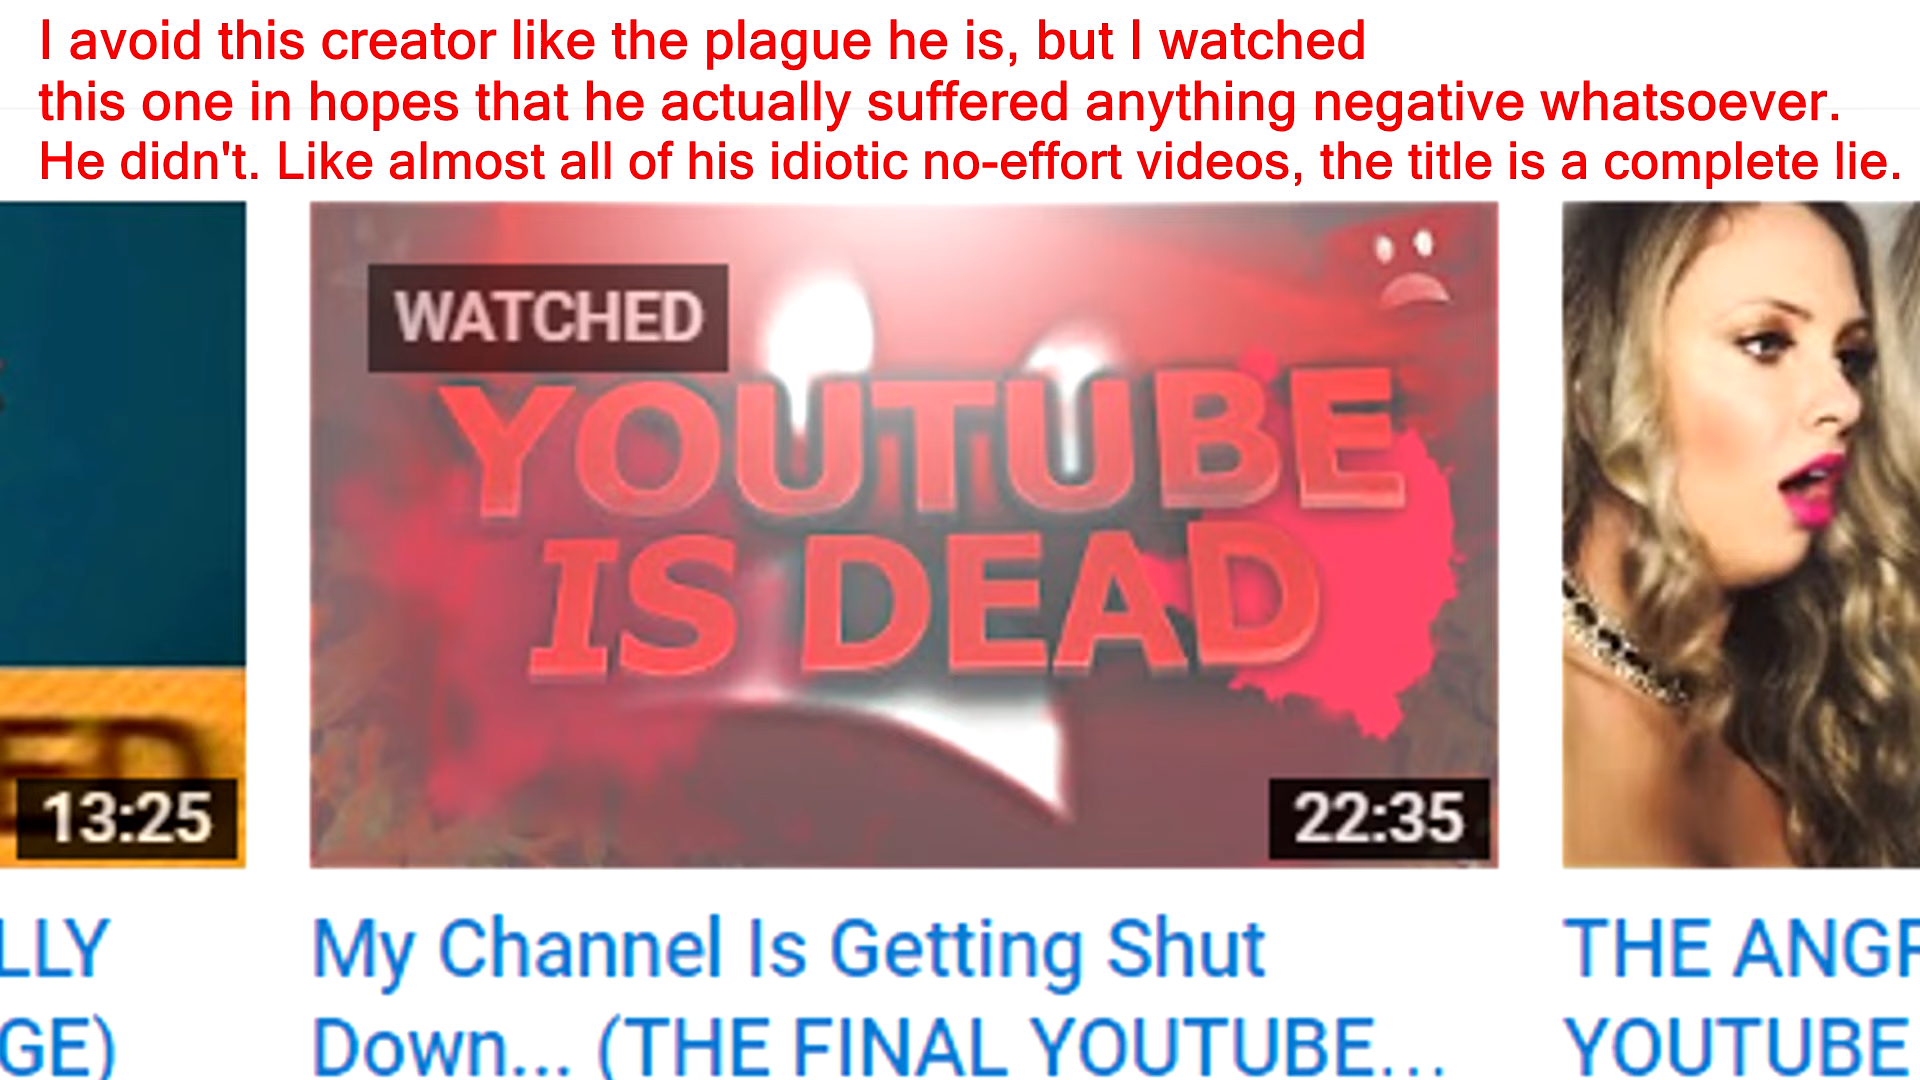 I avoid this creator like the plague he is, but I watched
this one in hopes that he actually suffered anything negative whatsoever.
He didn't. Like almost all of his idiotic no-effort videos, the title is a complete lie.
WATCHED
YOUTUBE
IS DEAD
ED
13:25
22:35
LLY
GE)
My Channel Is Getting Shut
Down... (THE FINAL YOUTUBE...
THE ANGR
YOUTUBE